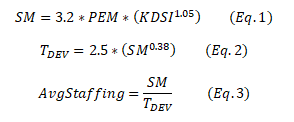 SM = 3.2 * PEM * (KDSI^1.05) (Eq. 1)
T_DEV = 2.5 * (SM^0.38) (Eq. 2)
AvgStaffing = SM / T_DEV (Eq. 3)